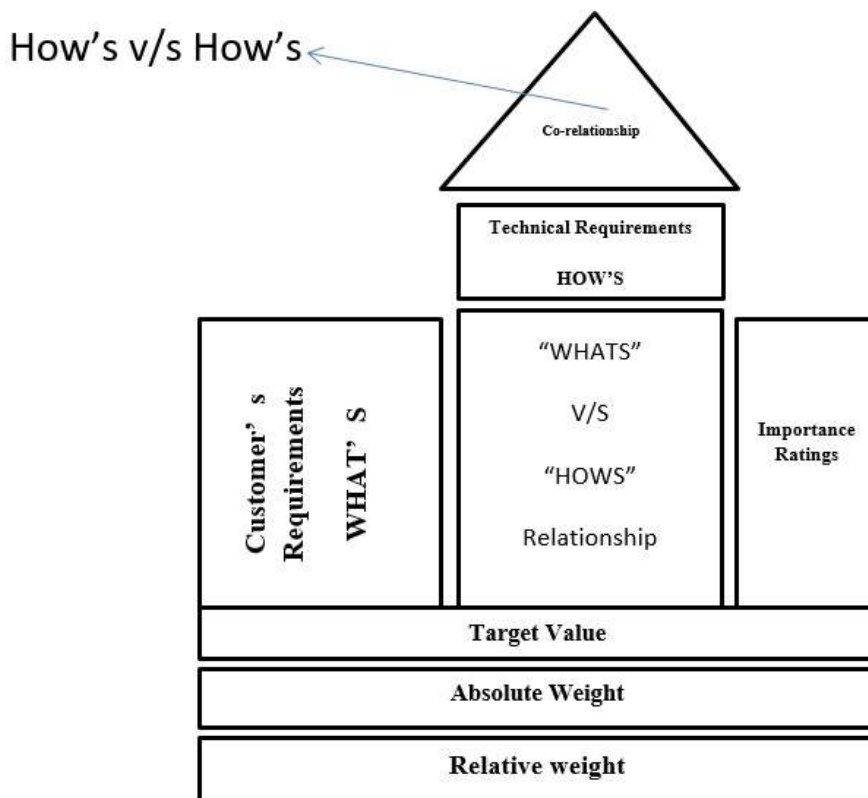 How’s v/s How’s
Co-relationship
Technical Requirements
HOW’S
Customer’ s
Requirements
WHAT’ S
“WHATS”
V/S
“HOWS”
Relationship
Importance
Ratings
Target Value
Absolute Weight
Relative weight